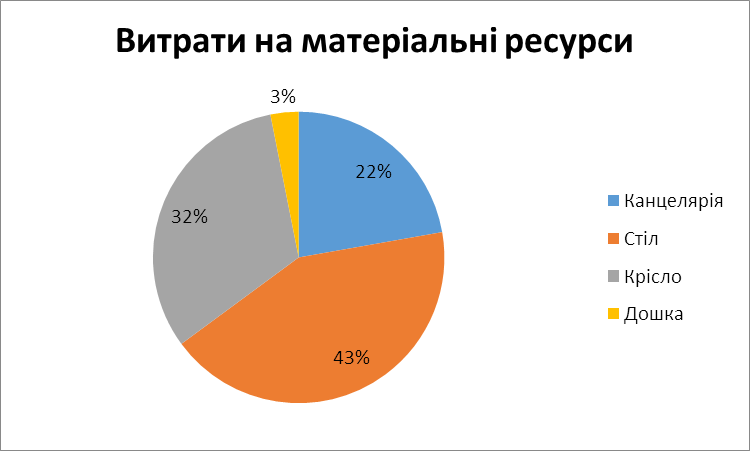 Витрати на матеріальні ресурси
3%
22%
32%
43%
Канцелярія
Стіл
Крісло
Дошка